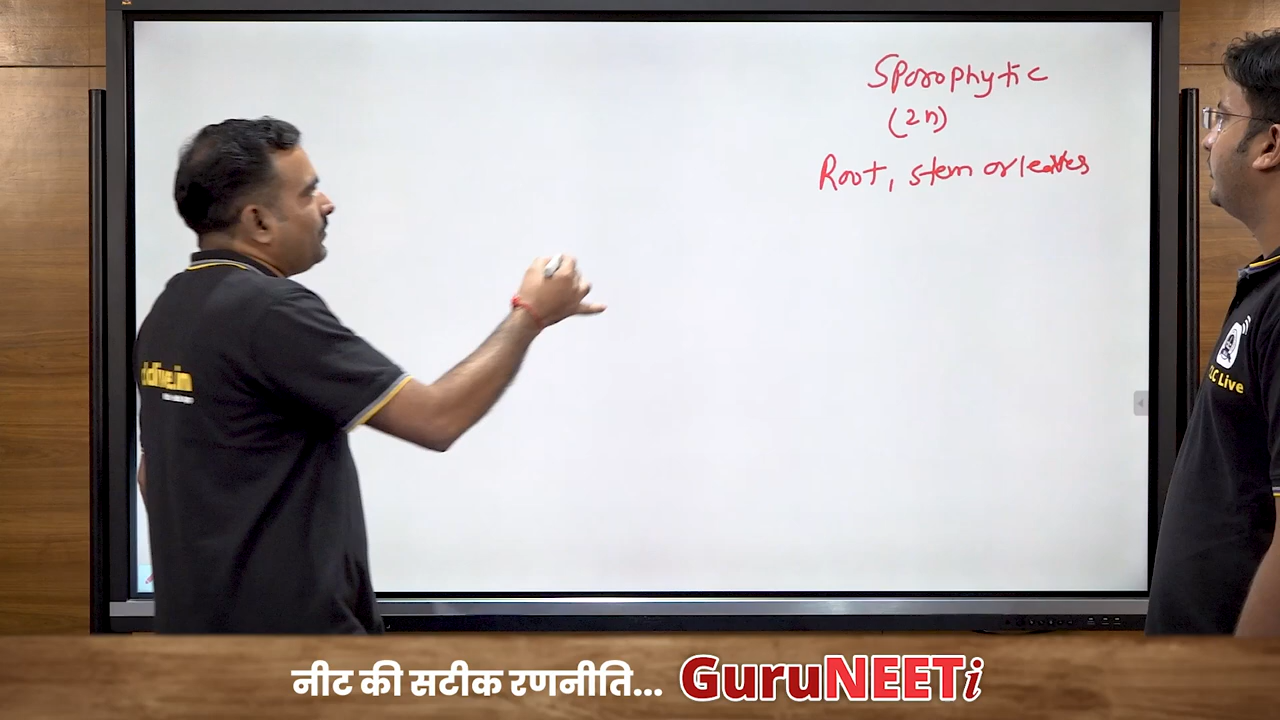 Sporophytic
(2n)
Root, stem or leaves
नीट की सटीक रणनीति... GuruNEETi